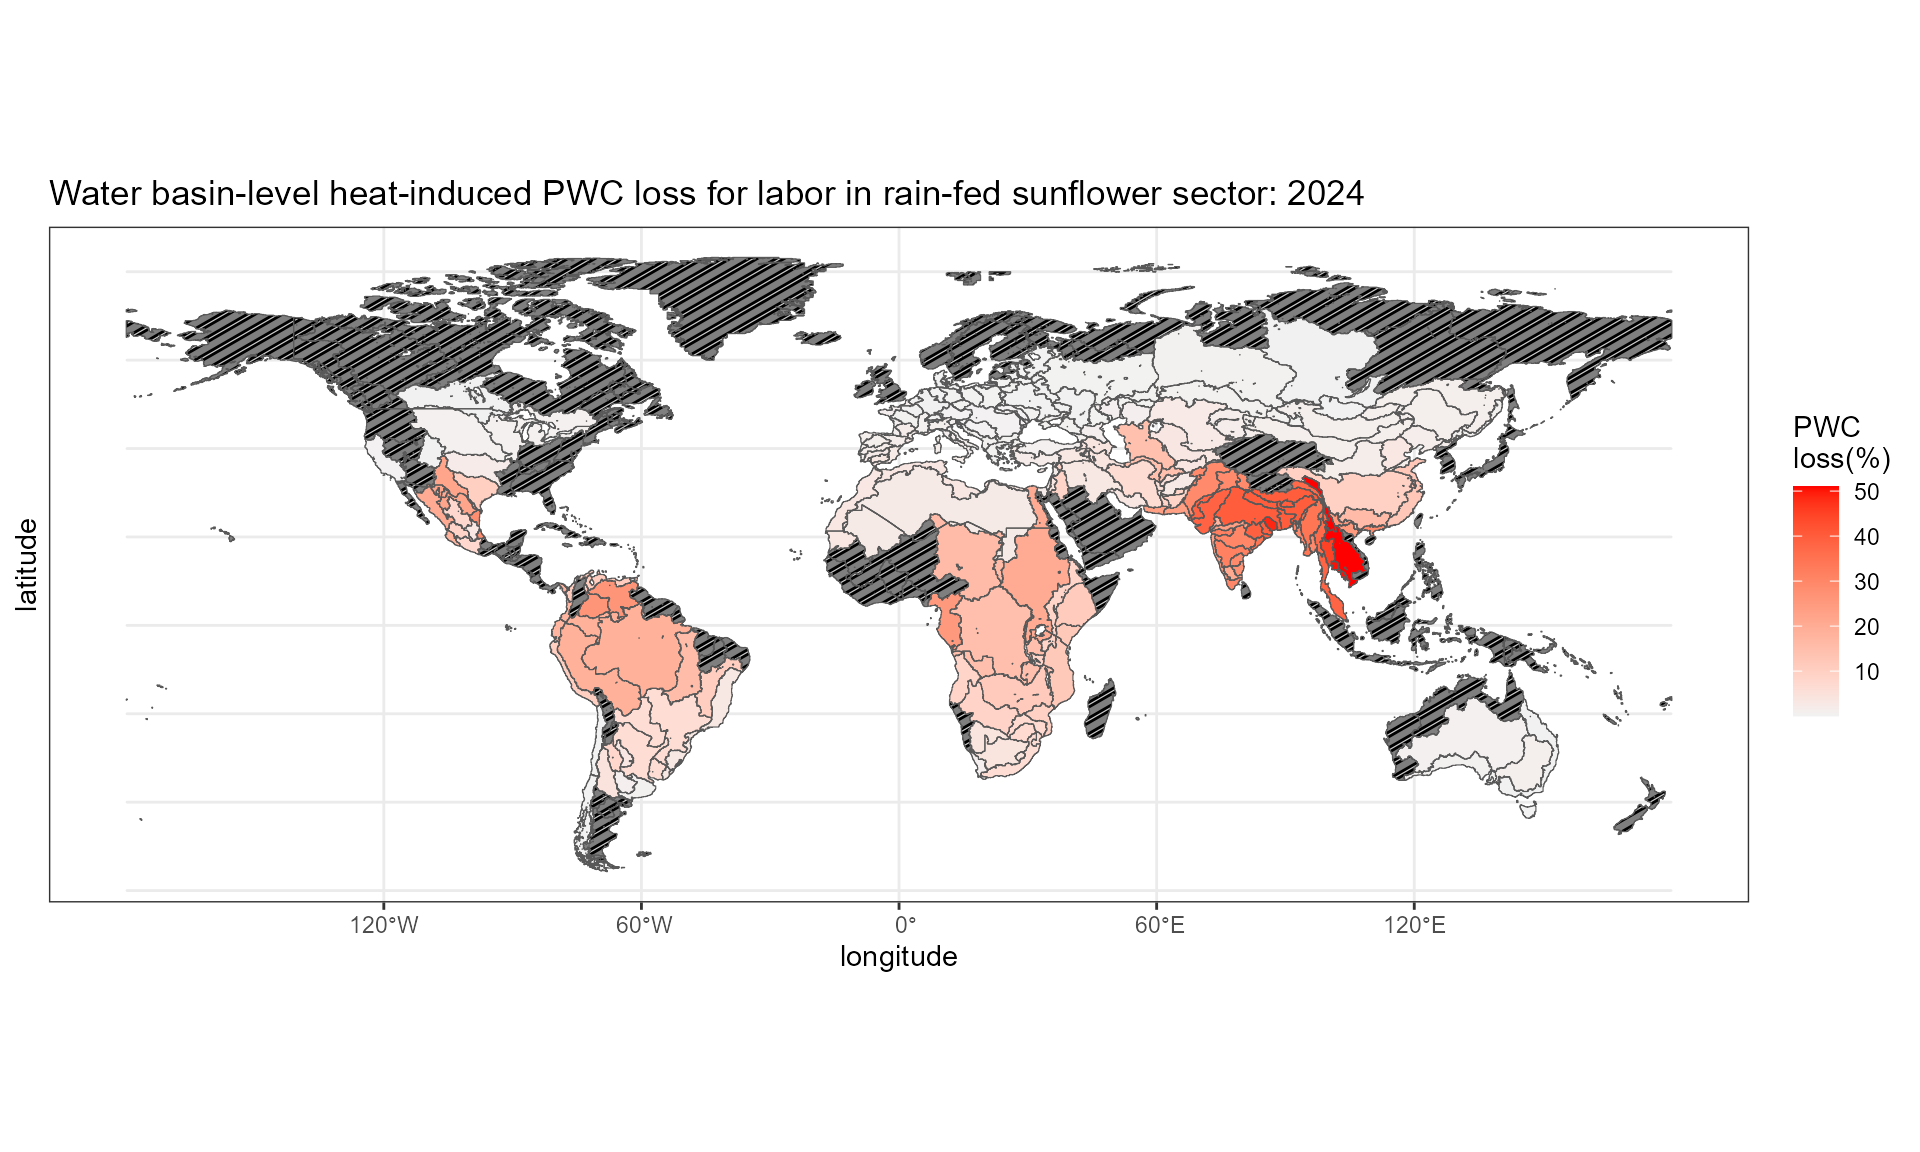 Water basin-level heat-induced PWC loss for labor in rain-fed sunflower sector: 2024
latitude
120°W
60°W
0°
60°E
120°E
longitude
PWC
loss(%)
50
40
30
20
10